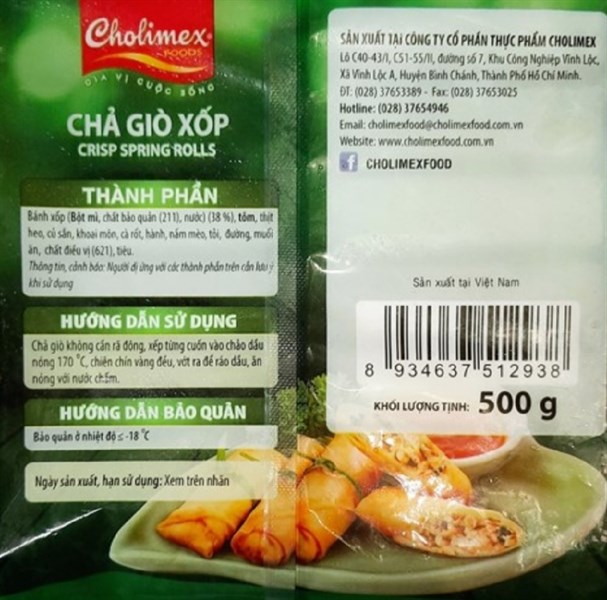 Cholimex
FOODS
GIA VỊ CUỘC SỐNG
CHẢ GIÒ XỐP
CRISP SPRING ROLLS
THÀNH PHẦN
Bánh xốp (Bột mì, chất bảo quản (211), nước) (38 %), tôm, thịt
heo, củ sắn, khoai môn, cà rốt, hành, nấm mèo, tỏi, đường, muối
ăn, chất điều vị (621), tiêu.
Thông tin, cảnh báo: Người dị ứng với các thành phần trên cần lưu ý
khi sử dụng
HƯỚNG DẪN SỬ DỤNG
Chả giò không cần rã đông, xếp từng cuốn vào chảo dầu
nóng 170 °C, chiên chín vàng đều, vớt ra để ráo dầu, ăn
nóng với nước chấm.
HƯỚNG DẪN BẢO QUẢN
Bảo quản ở nhiệt độ ≤ -18 °C
Ngày sản xuất, hạn sử dụng: Xem trên nhãn
SẢN XUẤT TẠI CÔNG TY CỔ PHẦN THỰC PHẨM CHOLIMEX
Lô C40-43/I, C51-55/II, đường số 7, Khu Công Nghiệp Vĩnh Lộc,
Xã Vĩnh Lộc A, Huyện Bình Chánh, Thành Phố Hồ Chí Minh.
ĐT: (028) 37653389 - Fax: (028) 37653025
Hotline: (028) 37654946
Email: cholimexfood@cholimexfood.com.vn
Website: www.cholimexfood.com.vn
f CHOLIMEXFOOD
Sản xuất tại Việt Nam
8 934637 512938
KHỐI LƯỢNG TỊNH: 500 g